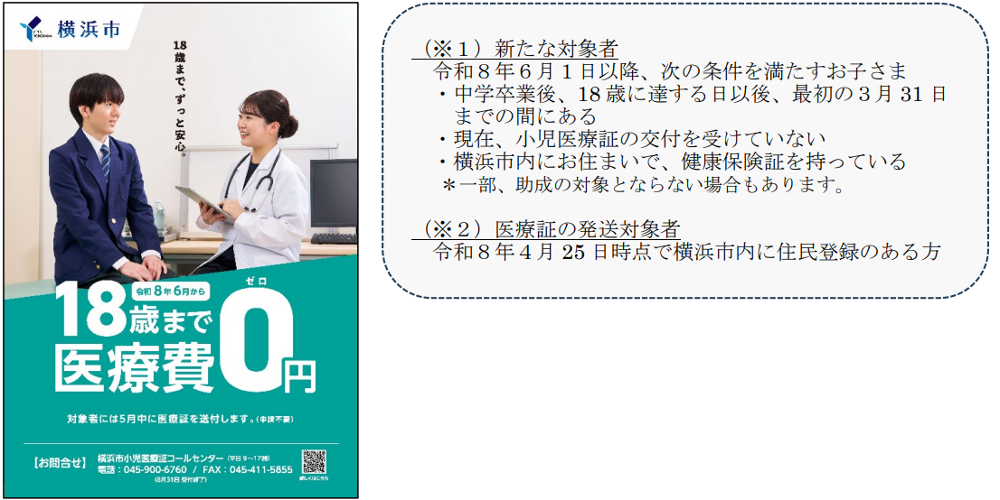 横浜市
18歳まで、ずっと安心。
令和8年6月から
18歳まで
ゼロ
医療費0円
対象者には5月中に医療証を送付します。(申請不要)
【お問合せ】
横浜市小児医療証コールセンター（平日 9～17時）
電話：045-900-6760 / FAX：045-411-5855
（8月31日 受付終了）
詳しくはこちら
（※１）新たな対象者
令和８年６月１日以降、次の条件を満たすお子さま
・中学卒業後、18 歳に達する日以後、最初の３月 31 日
までの間にある
・現在、小児医療証の交付を受けていない
・横浜市内にお住まいで、健康保険証を持っている
＊一部、助成の対象とならない場合もあります。
（※２）医療証の発送対象者
令和８年４月 25 日時点で横浜市内に住民登録のある方